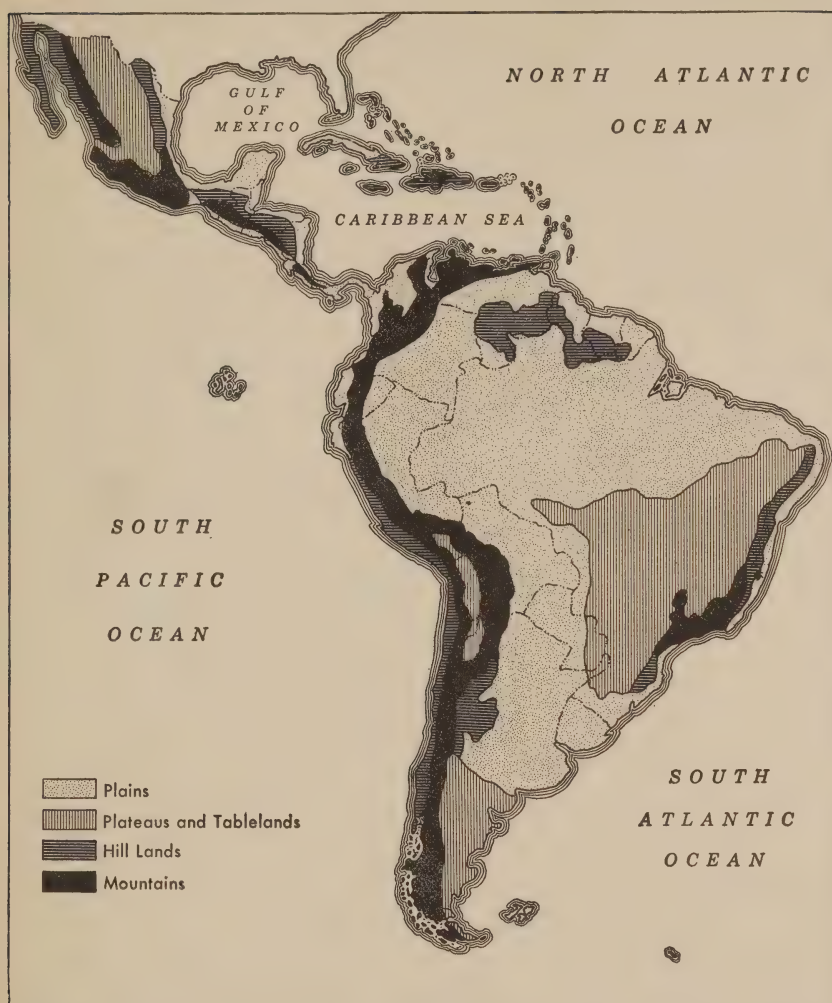 NORTH ATLANTIC
OCEAN
GULF
OF
MEXICO
CARIBBEAN SEA
SOUTH
PACIFIC
OCEAN
SOUTH
ATLANTIC
OCEAN
Plains
Plateaus and Tablelands
Hill Lands
Mountains